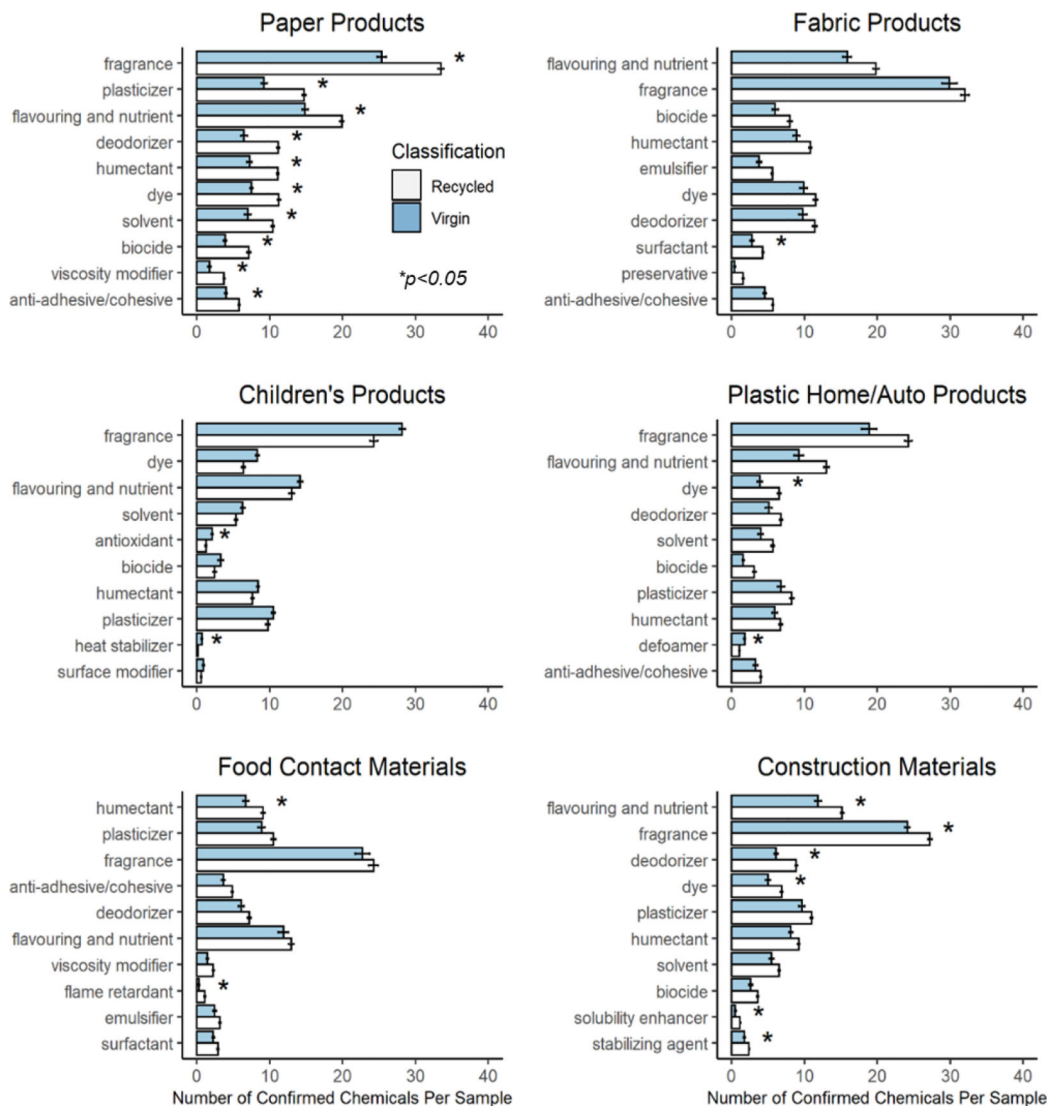 Paper Products
fragrance
plasticizer
flavouring and nutrient
deodorizer
humectant
dye
solvent
biocide
viscosity modifier
anti-adhesive/cohesive
* * * * * * * * * *
Classification
Recycled
Virgin
*p<0.05
0 10 20 30 40
Fabric Products
flavouring and nutrient
fragrance
biocide
humectant
emulsifier
dye
deodorizer
surfactant *
preservative
anti-adhesive/cohesive
0 10 20 30 40
Children's Products
fragrance
dye
flavouring and nutrient
solvent
antioxidant *
biocide
humectant
plasticizer
heat stabilizer *
surface modifier
0 10 20 30 40
Plastic Home/Auto Products
fragrance
flavouring and nutrient
dye *
deodorizer
solvent
biocide
plasticizer
humectant
defoamer *
anti-adhesive/cohesive
0 10 20 30 40
Food Contact Materials
humectant *
plasticizer
fragrance
anti-adhesive/cohesive
deodorizer
flavouring and nutrient
viscosity modifier
flame retardant *
emulsifier
surfactant
0 10 20 30 40
Number of Confirmed Chemicals Per Sample
Construction Materials
flavouring and nutrient *
fragrance *
deodorizer *
dye *
plasticizer
humectant
solvent
biocide
solubility enhancer *
stabilizing agent *
0 10 20 30 40
Number of Confirmed Chemicals Per Sample